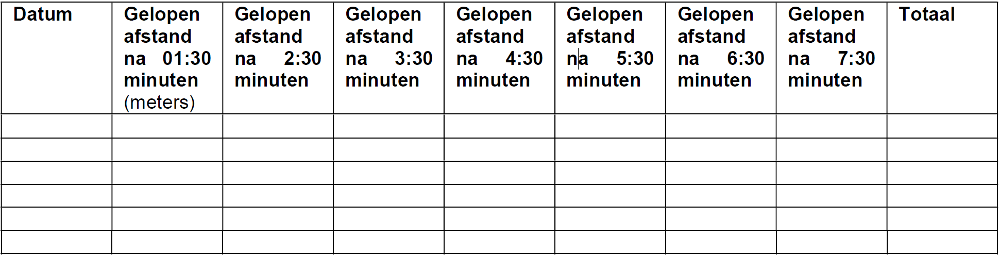 Datum
Gelopen
afstand
na 01:30
minuten
(meters)
Gelopen
afstand
na 2:30
minuten
Gelopen
afstand
na 3:30
minuten
Gelopen
afstand
na 4:30
minuten
Gelopen
afstand
na 5:30
minuten
Gelopen
afstand
na 6:30
minuten
Gelopen
afstand
na 7:30
minuten
Totaal